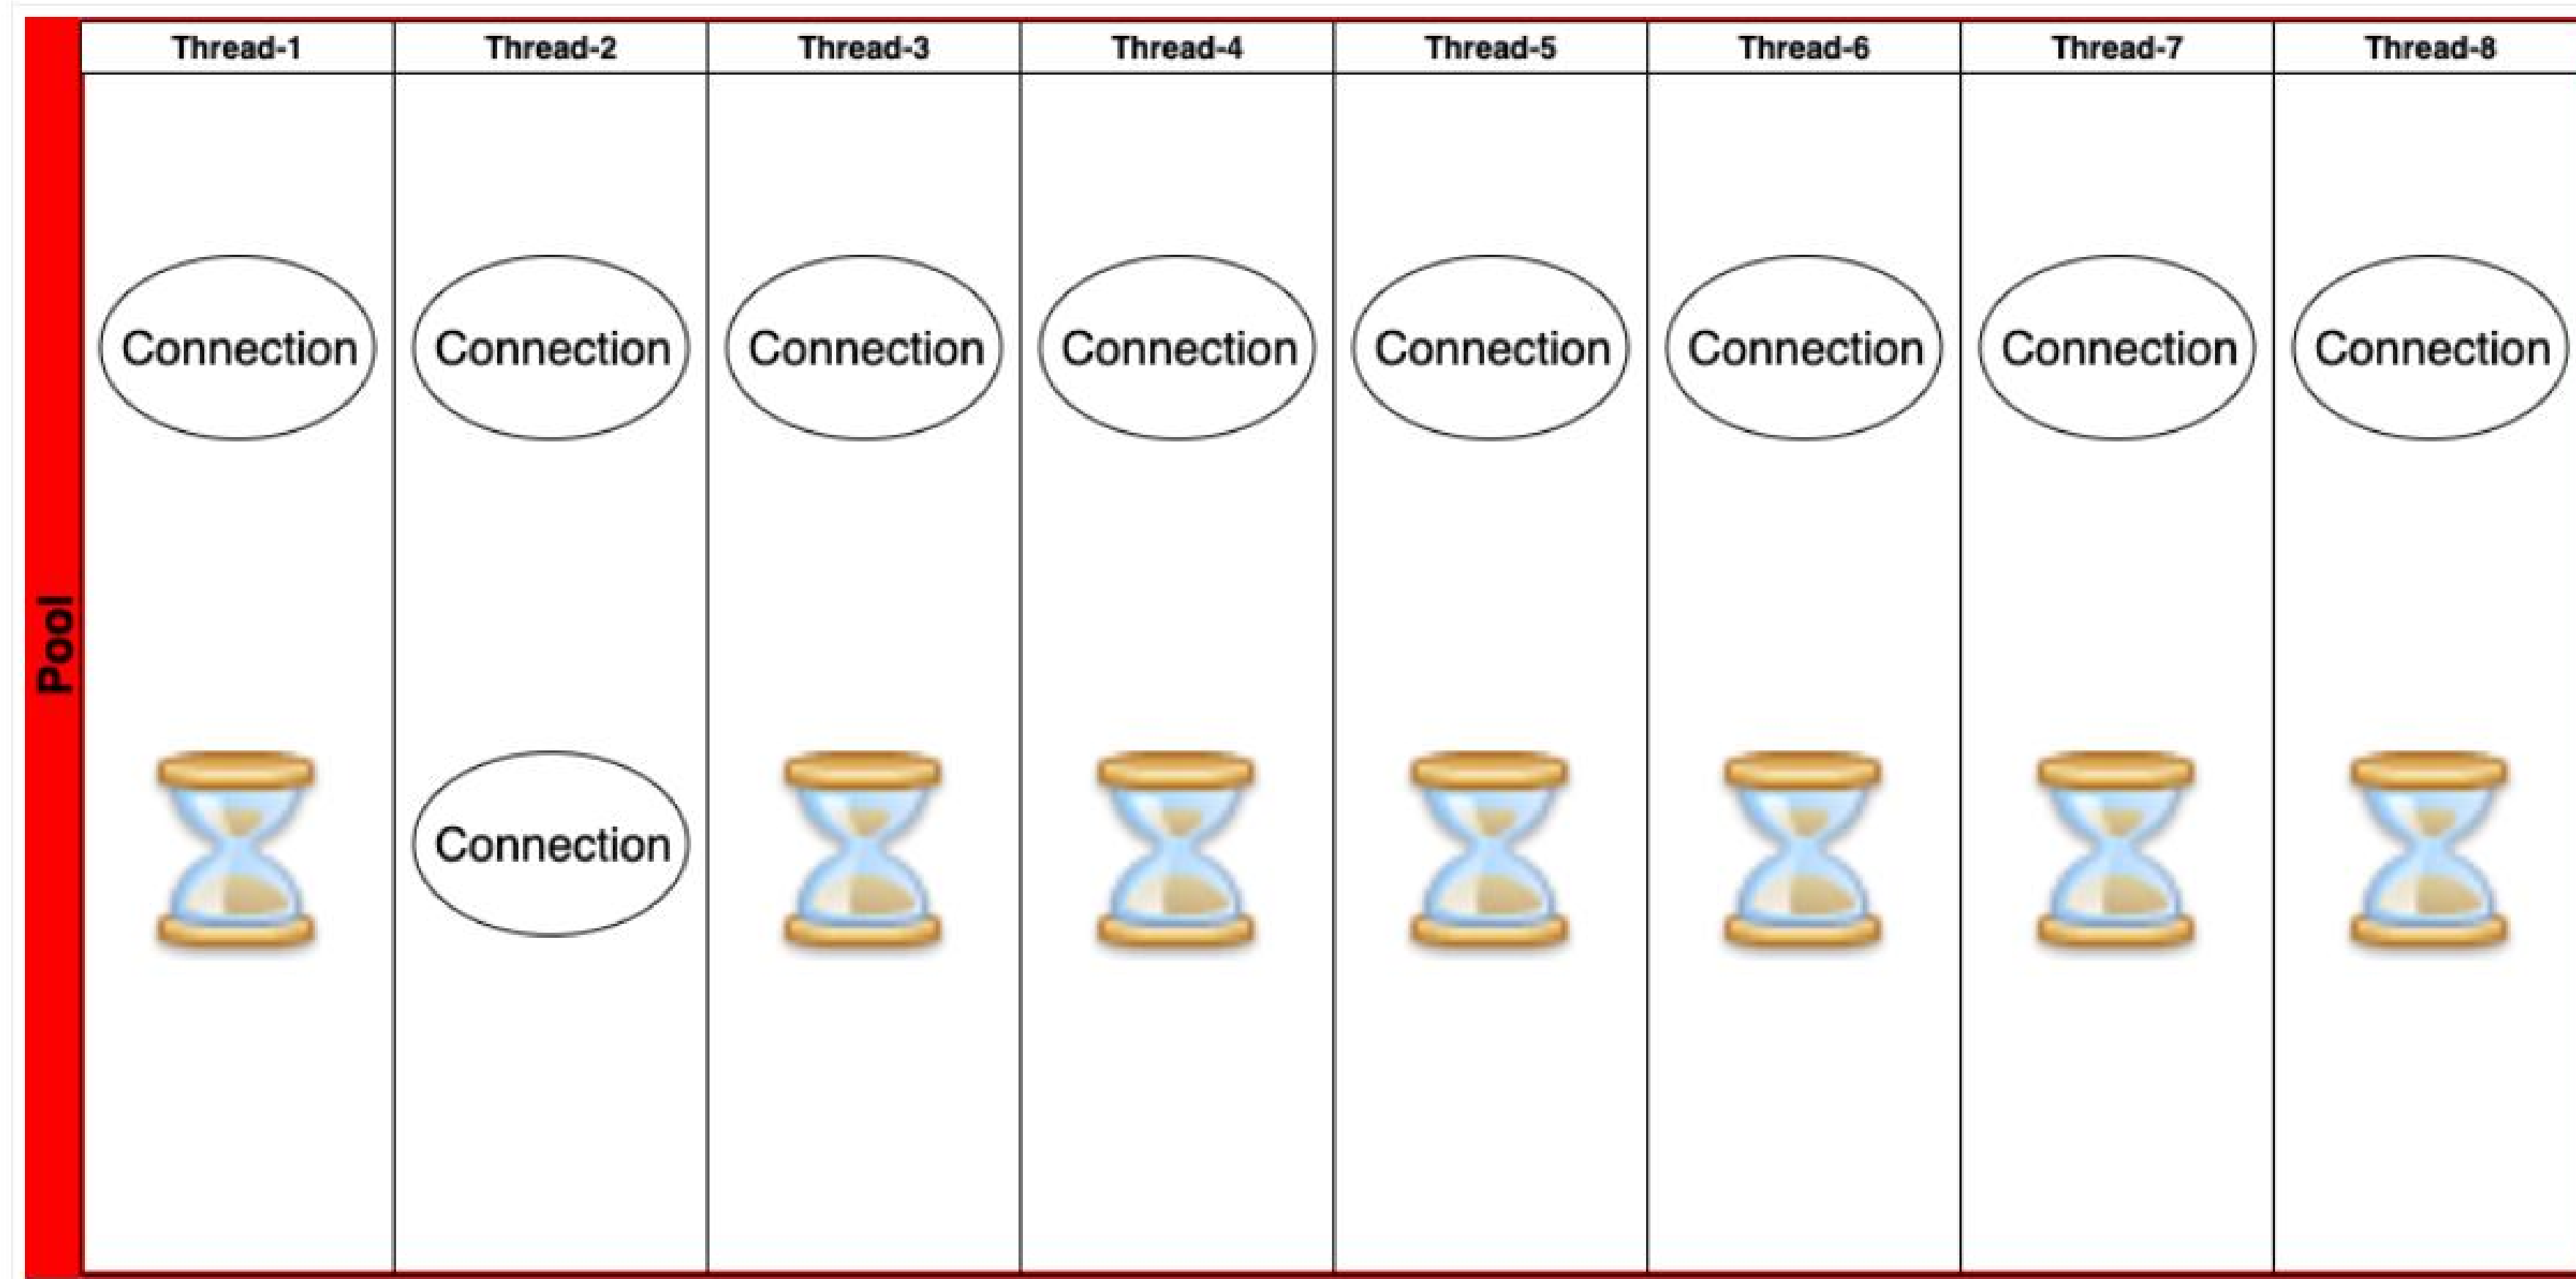 Pool
Thread-1 Thread-2 Thread-3 Thread-4 Thread-5 Thread-6 Thread-7 Thread-8
Connection Connection Connection Connection Connection Connection Connection Connection
Connection